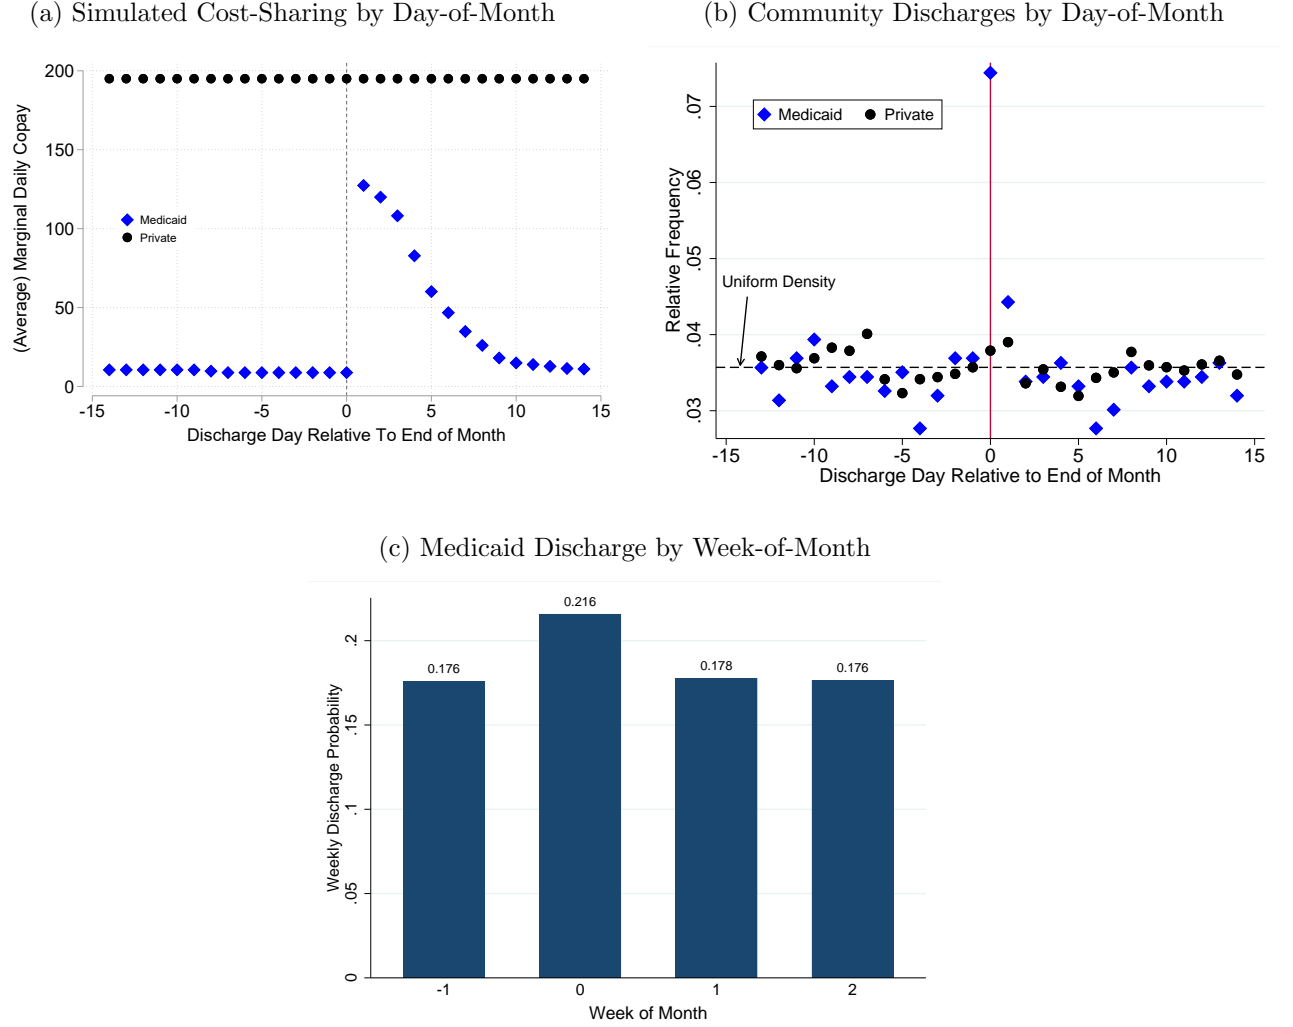 (a) Simulated Cost-Sharing by Day-of-Month
(Average) Marginal Daily Copay
200
150
100
50
0
Medicaid
Private
-15 -10 -5 0 5 10 15
Discharge Day Relative To End of Month
(b) Community Discharges by Day-of-Month
Relative Frequency
.07
.06
.05
.04
.03
Medicaid Private
Uniform Density
-15 -10 -5 0 5 10 15
Discharge Day Relative to End of Month
(c) Medicaid Discharge by Week-of-Month
Weekly Discharge Probability
.2
.15
.1
.05
0
0.176 0.216 0.178 0.176
-1 0 1 2
Week of Month